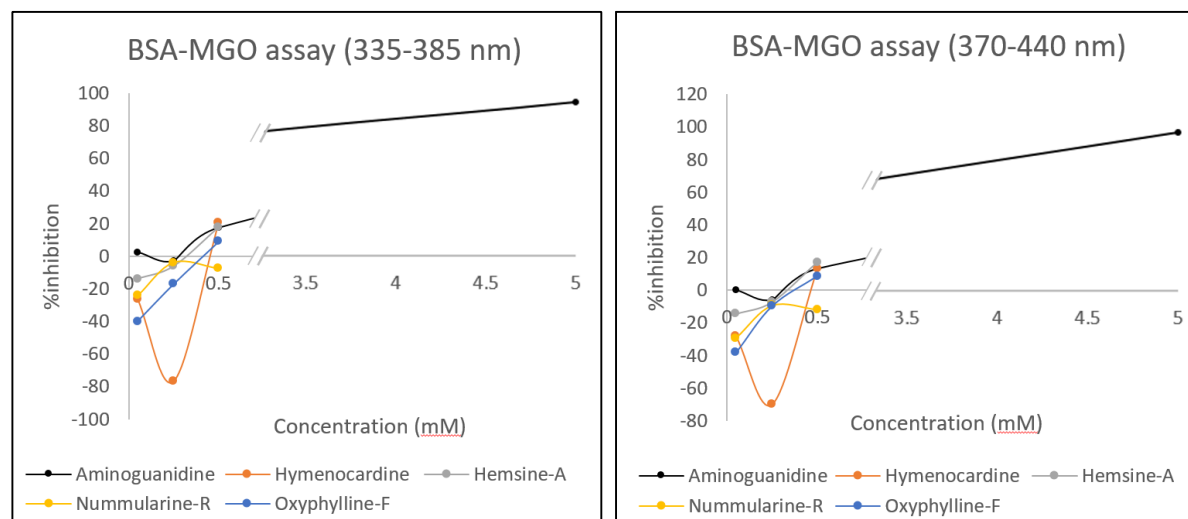 BSA-MGO assay (335-385 nm)
100
80
60
40
20
0
-20
-40
-60
-80
-100
%inhibition
0
0.5
3.5
4
4.5
5
Concentration (mM)
Aminoguanidine
Hymenocardine
Hemsine-A
Nummularine-R
Oxyphylline-F
BSA-MGO assay (370-440 nm)
120
100
80
60
40
20
0
-20
-40
-60
-80
%inhibition
0
0.5
3.5
4
4.5
5
Concentration (mM)
Aminoguanidine
Hymenocardine
Hemsine-A
Nummularine-R
Oxyphylline-F